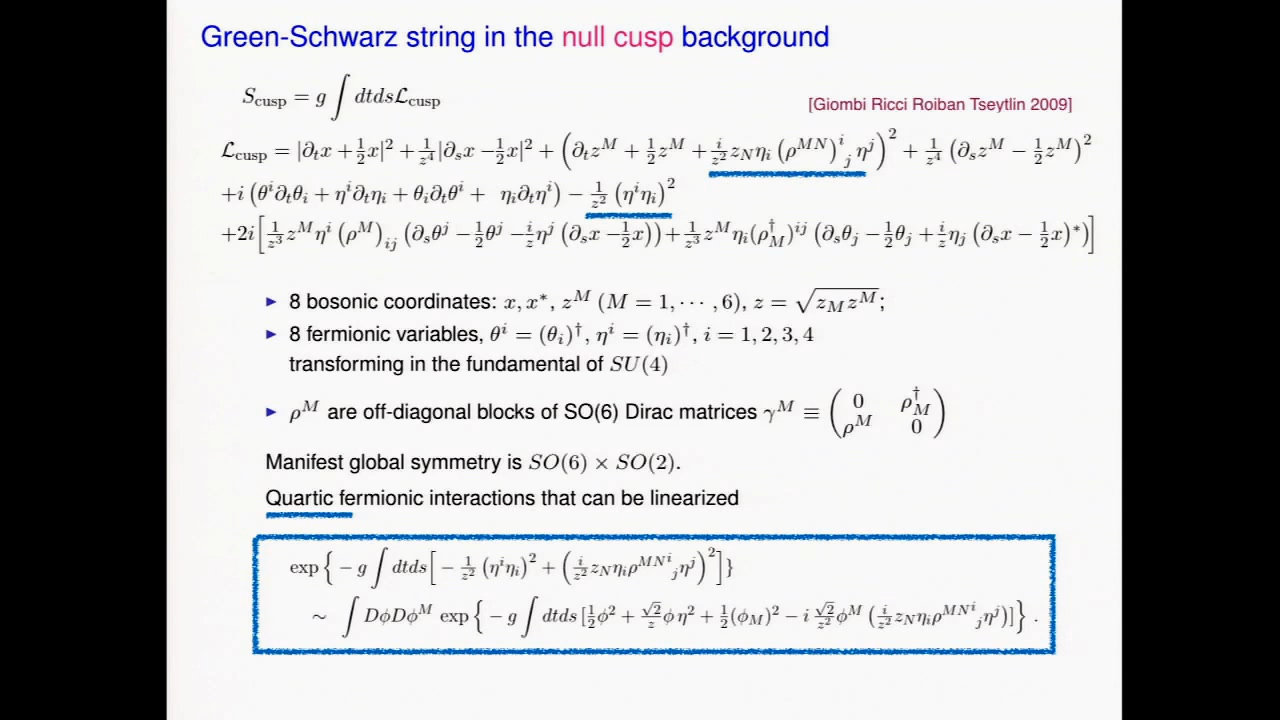 Green-Schwarz string in the null cusp background
S_cusp = g ∫ dtds 𝓛_cusp
[Giombi Ricci Roiban Tseytlin 2009]
𝓛_cusp = |∂_t x + ½x|² + 1/z⁴ |∂_s x − ½x|² + (∂_t z^M + ½z^M + i/z² z_N η_i (ρ^{MN})^i_j η^j)² + 1/z⁴ (∂_s z^M − ½z^M)²
+i (θ^i ∂_t θ_i + η^i ∂_t η_i + θ_i ∂_t θ^i + η_i ∂_t η^i) − 1/z² (η^i η_i)²
+2i [1/z³ z^M η^i (ρ^M)_{ij} (∂_s θ^j − ½θ^j − i/z η^j (∂_s x − ½x)) + 1/z³ z^M η_i (ρ^†_M)^{ij} (∂_s θ_j − ½θ_j + i/z η_j (∂_s x − ½x)*)]
▶ 8 bosonic coordinates: x, x*, z^M (M = 1, ⋯ , 6), z = √(z_M z^M);
▶ 8 fermionic variables, θ^i = (θ_i)^†, η^i = (η_i)^†, i = 1, 2, 3, 4
transforming in the fundamental of SU(4)
▶ ρ^M are off-diagonal blocks of SO(6) Dirac matrices γ^M ≡ (0 ρ^†_M
ρ^M 0)
Manifest global symmetry is SO(6) × SO(2).
Quartic fermionic interactions that can be linearized
exp{ − g ∫ dtds [ − 1/z² (η^i η_i)² + (i/z² z_N η_i ρ^{MN i}_j η^j)² ]}
∼ ∫ Dϕ Dϕ^M exp{ − g ∫ dtds [½ϕ² + √2/z ϕ η² + ½(ϕ_M)² − i √2/z² ϕ^M (i/z² z_N η_i ρ^{MN i}_j η^j)]} .